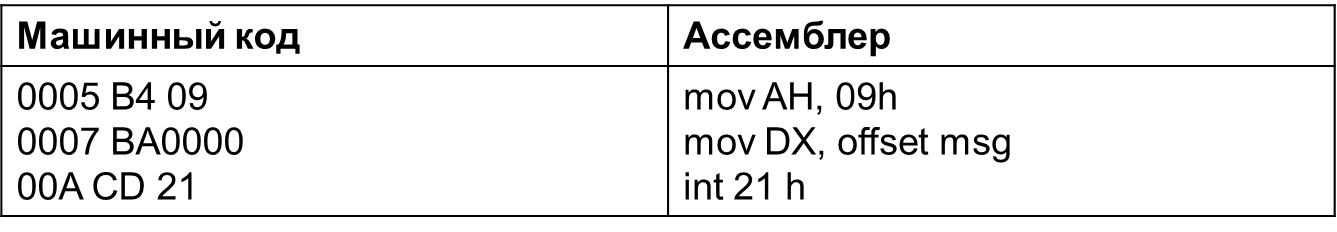 Машинный код
Ассемблер
0005 B4 09
mov AH, 09h
0007 BA0000
mov DX, offset msg
00A CD 21
int 21 h